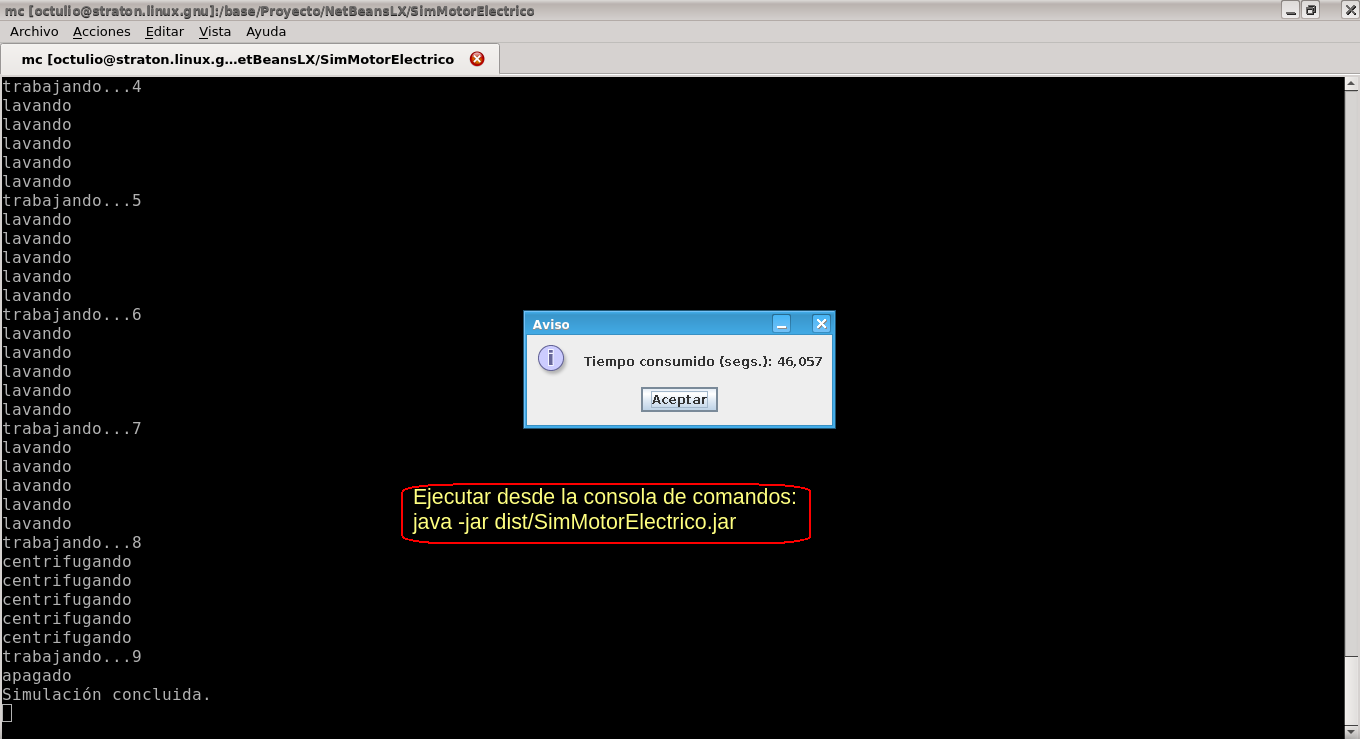 mc [octulio@straton.linux.gnu]:/base/Proyecto/NetBeansLX/SimMotorElectrico
Archivo Acciones Editar Vista Ayuda
mc [octulio@straton.linux.g...etBeansLX/SimMotorElectrico
trabajando...4
lavando
lavando
lavando
lavando
lavando
trabajando...5
lavando
lavando
lavando
lavando
lavando
trabajando...6
lavando
lavando
lavando
lavando
lavando
trabajando...7
lavando
lavando
lavando
lavando
lavando
trabajando...8
centrifugando
centrifugando
centrifugando
centrifugando
centrifugando
trabajando...9
apagado
Simulación concluida.
Aviso
Tiempo consumido {segs.}: 46,057
Aceptar
Ejecutar desde la consola de comandos:
java -jar dist/SimMotorElectrico.jar